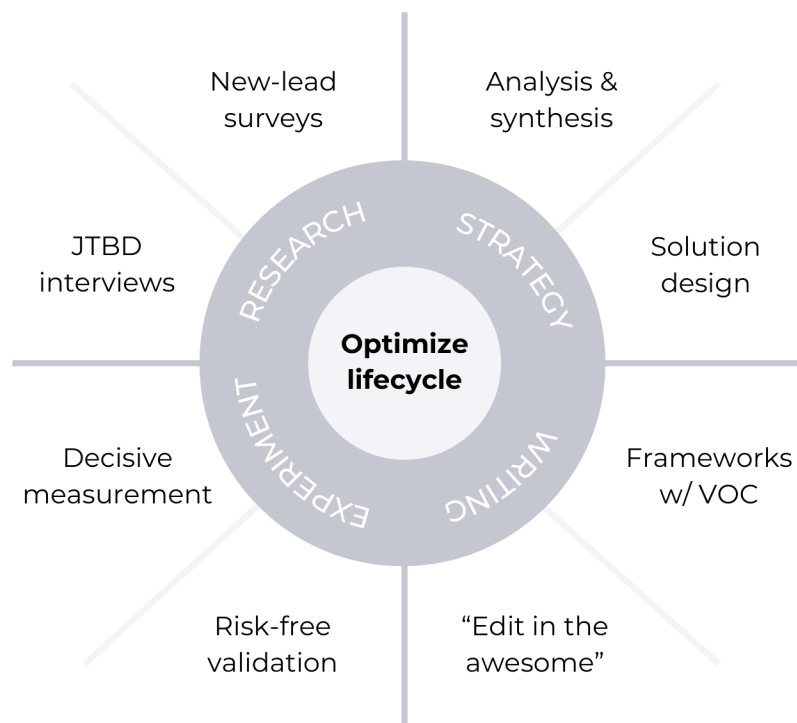 New-lead
surveys
Analysis &
synthesis
JTBD
interviews
RESEARCH
STRATEGY
Solution
design
Optimize
lifecycle
Decisive
measurement
EXPERIMENT
WRITING
Frameworks
w/ VOC
Risk-free
validation
“Edit in the
awesome”